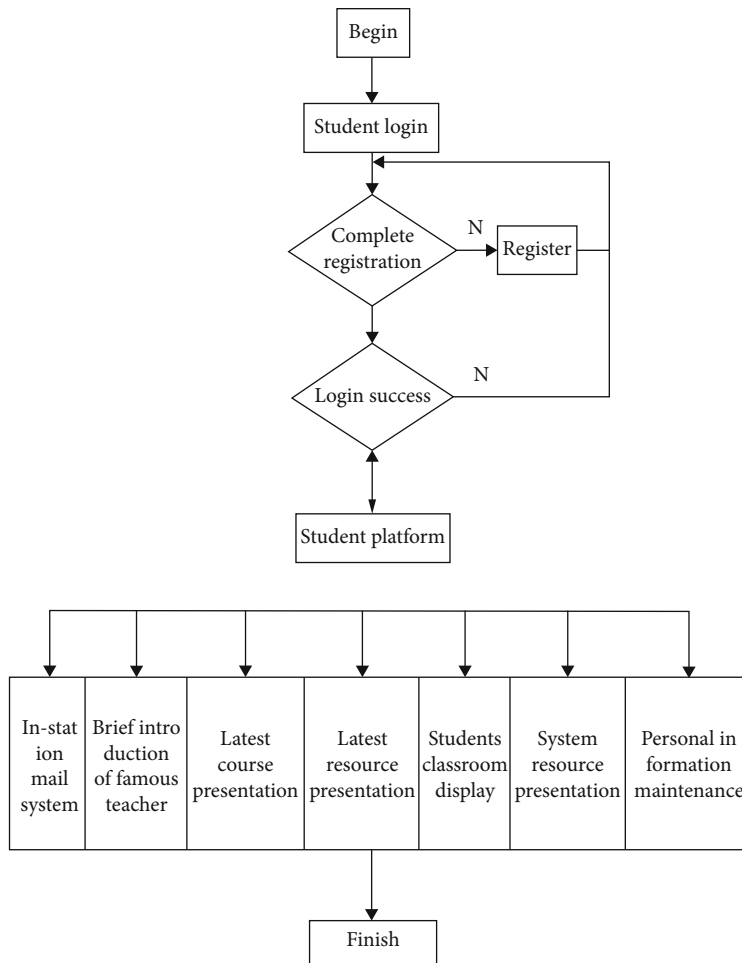 Begin
Student login
Complete
registration
N
Register
Login success
N
Student platform
In-stat
ion
mail
system
Brief intro
duction
of famous
teacher
Latest
course
presentation
Latest
resource
presentation
Students
classroom
display
System
resource
presentation
Personal in
formation
maintenance
Finish